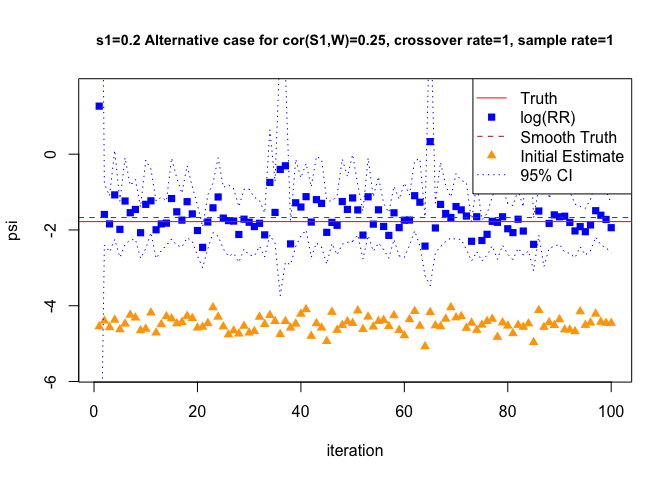 s1=0.2 Alternative case for cor(S1,W)=0.25, crossover rate=1, sample rate=1
Truth
log(RR)
Smooth Truth
Initial Estimate
95% CI
psi
0
-2
-4
-6
0
20
40
60
80
100
iteration